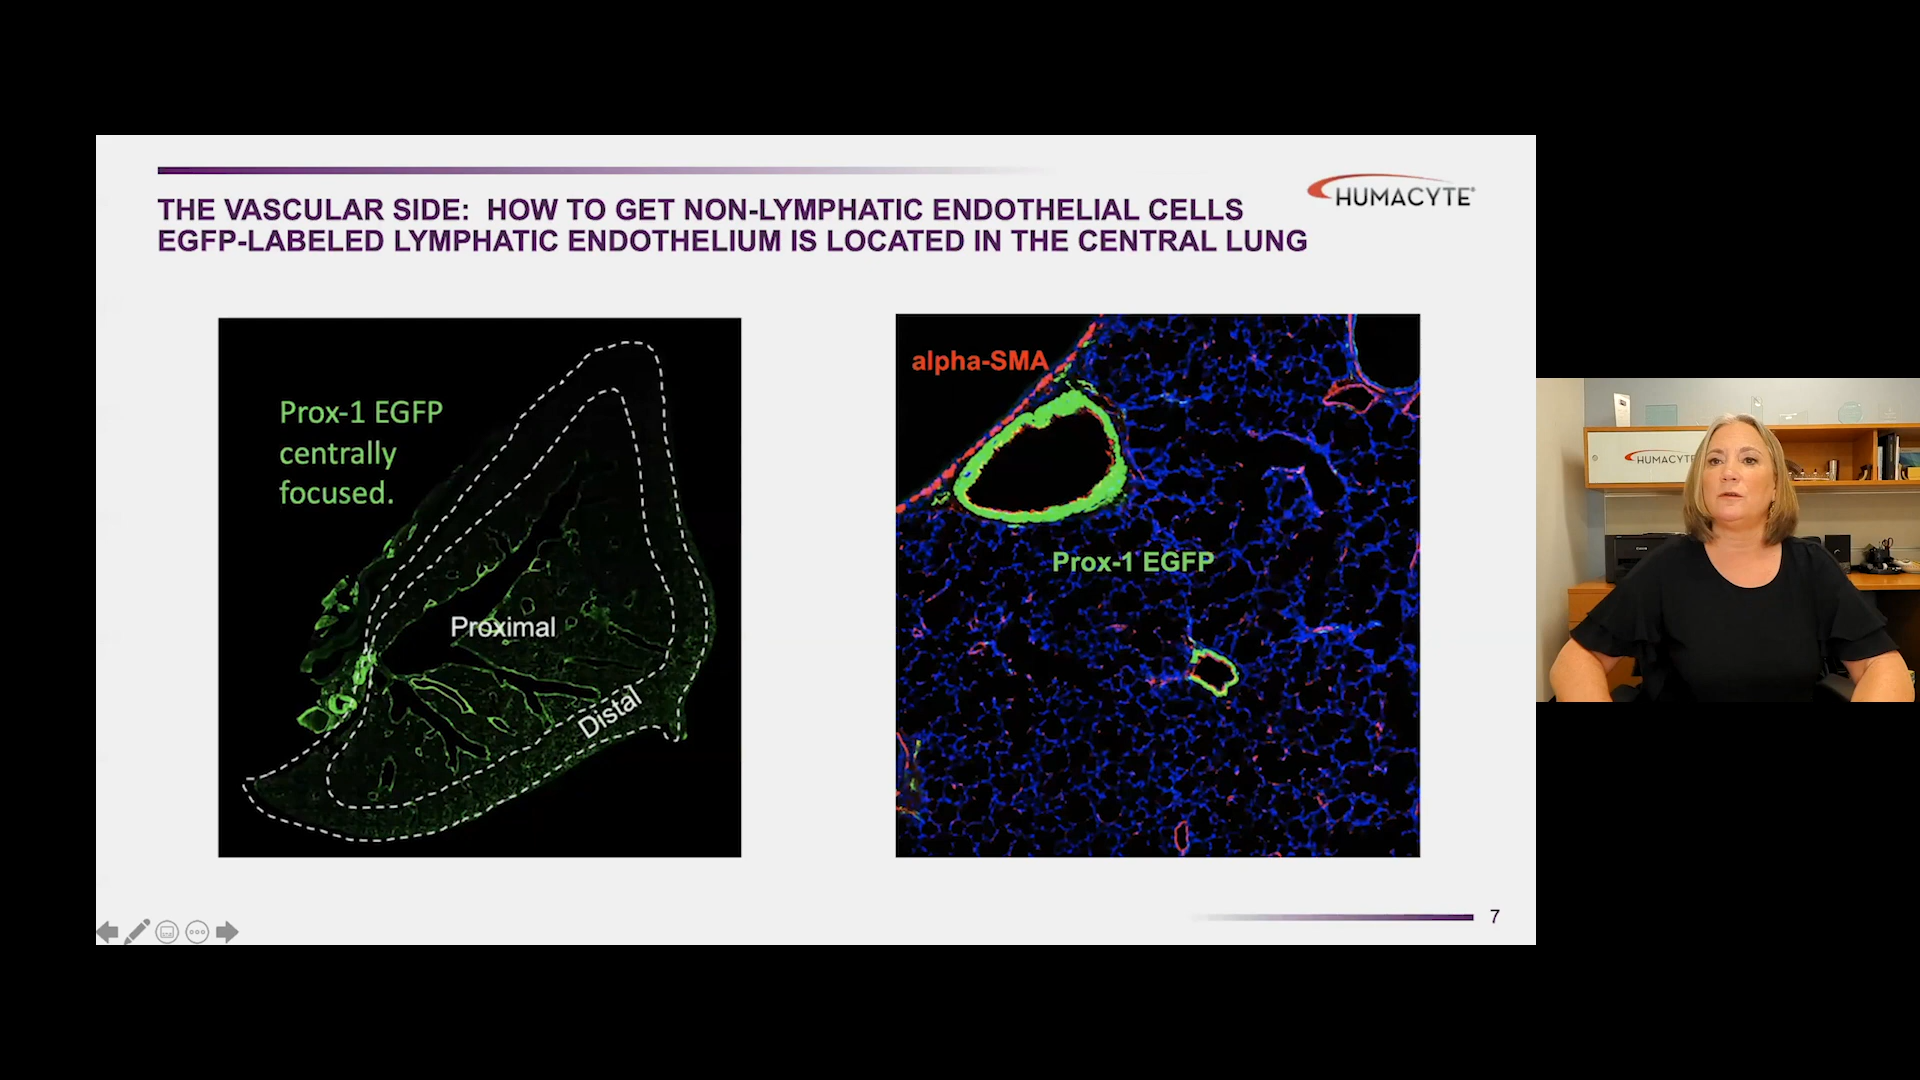 THE VASCULAR SIDE: HOW TO GET NON-LYMPHATIC ENDOTHELIAL CELLS
EGFP-LABELED LYMPHATIC ENDOTHELIUM IS LOCATED IN THE CENTRAL LUNG
HUMACYTE®
Prox-1 EGFP
centrally
focused.
Proximal
Distal
alpha-SMA
Prox-1 EGFP
7
HUMACYTE